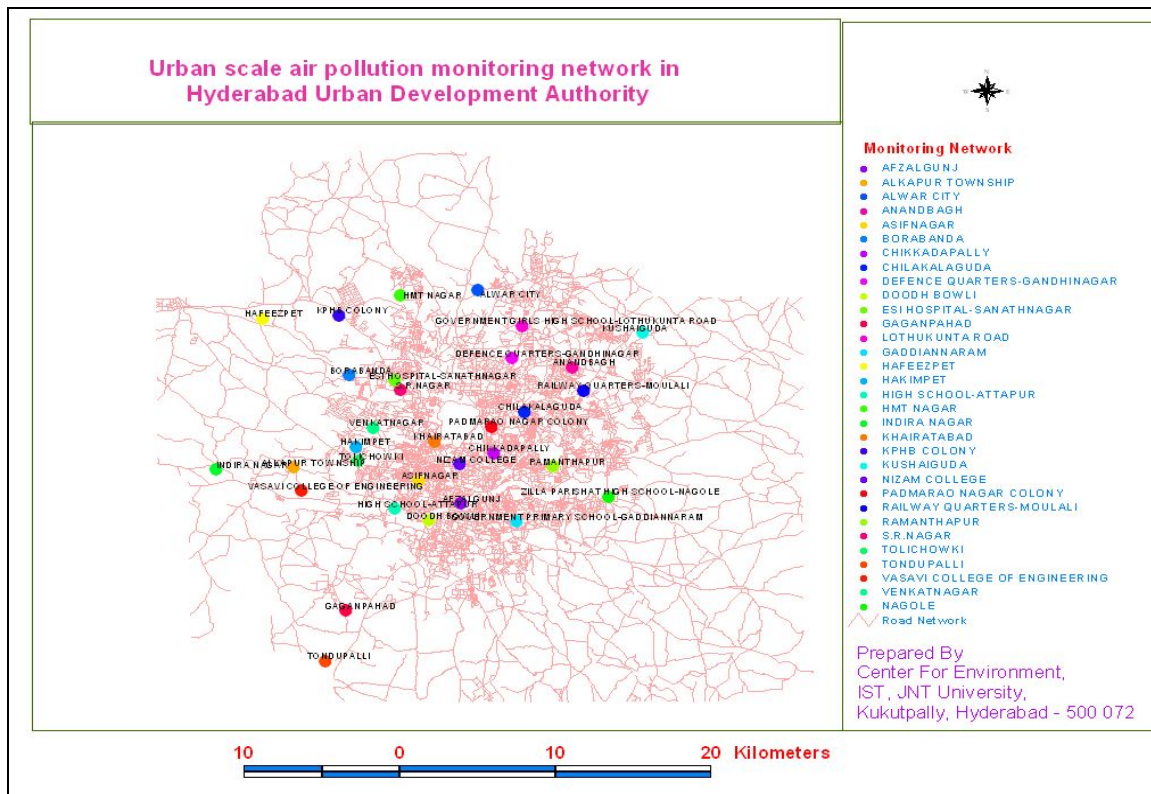 Urban scale air pollution monitoring network in
Hyderabad Urban Development Authority
HMT NAGAR
ALWAR CITY
HAFEEZPET
KPHB COLONY
GOVERNMENT GIRLS HIGH SCHOOL-LOTHUKUNTA ROAD
KUSHAIGUDA
DEFENCE QUARTERS-GANDHINAGAR
ANANDBAGH
BORABANDA
ESI HOSPITAL-SANATHNAGAR
S.R.NAGAR
RAILWAY QUARTERS-MOULALI
CHILAKALAGUDA
VENKATNAGAR
PADMARAO NAGAR COLONY
HAKIMPET
KHAIRATABAD
CHIKKADAPALLY
TOLICHOWKI
NIZAM COLLEGE
RAMANTHAPUR
INDIRA NAGAR
ALKAPUR TOWNSHIP
ASIFNAGAR
VASAVI COLLEGE OF ENGINEERING
ZILLA PARISHAT HIGH SCHOOL-NAGOLE
HIGH SCHOOL-ATTAPUR
AFZALGUNJ
DOODH BOWLI
GOVERNMENT PRIMARY SCHOOL-GADDIANNARAM
GAGANPAHAD
TONDUPALLI
Monitoring Network
AFZALGUNJ
ALKAPUR TOWNSHIP
ALWAR CITY
ANANDBAGH
ASIFNAGAR
BORABANDA
CHIKKADAPALLY
CHILAKALAGUDA
DEFENCE QUARTERS-GANDHINAGAR
DOODH BOWLI
ESI HOSPITAL-SANATHNAGAR
GAGANPAHAD
LOTHUKUNTA ROAD
GADDIANNARAM
HAFEEZPET
HAKIMPET
HIGH SCHOOL-ATTAPUR
HMT NAGAR
INDIRA NAGAR
KHAIRATABAD
KPHB COLONY
KUSHAIGUDA
NIZAM COLLEGE
PADMARAO NAGAR COLONY
RAILWAY QUARTERS-MOULALI
RAMANTHAPUR
S.R.NAGAR
TOLICHOWKI
TONDUPALLI
VASAVI COLLEGE OF ENGINEERING
VENKATNAGAR
NAGOLE
Road Network
Prepared By
Center For Environment,
IST, JNT University,
Kukutpally, Hyderabad - 500 072
10 0 10 20 Kilometers